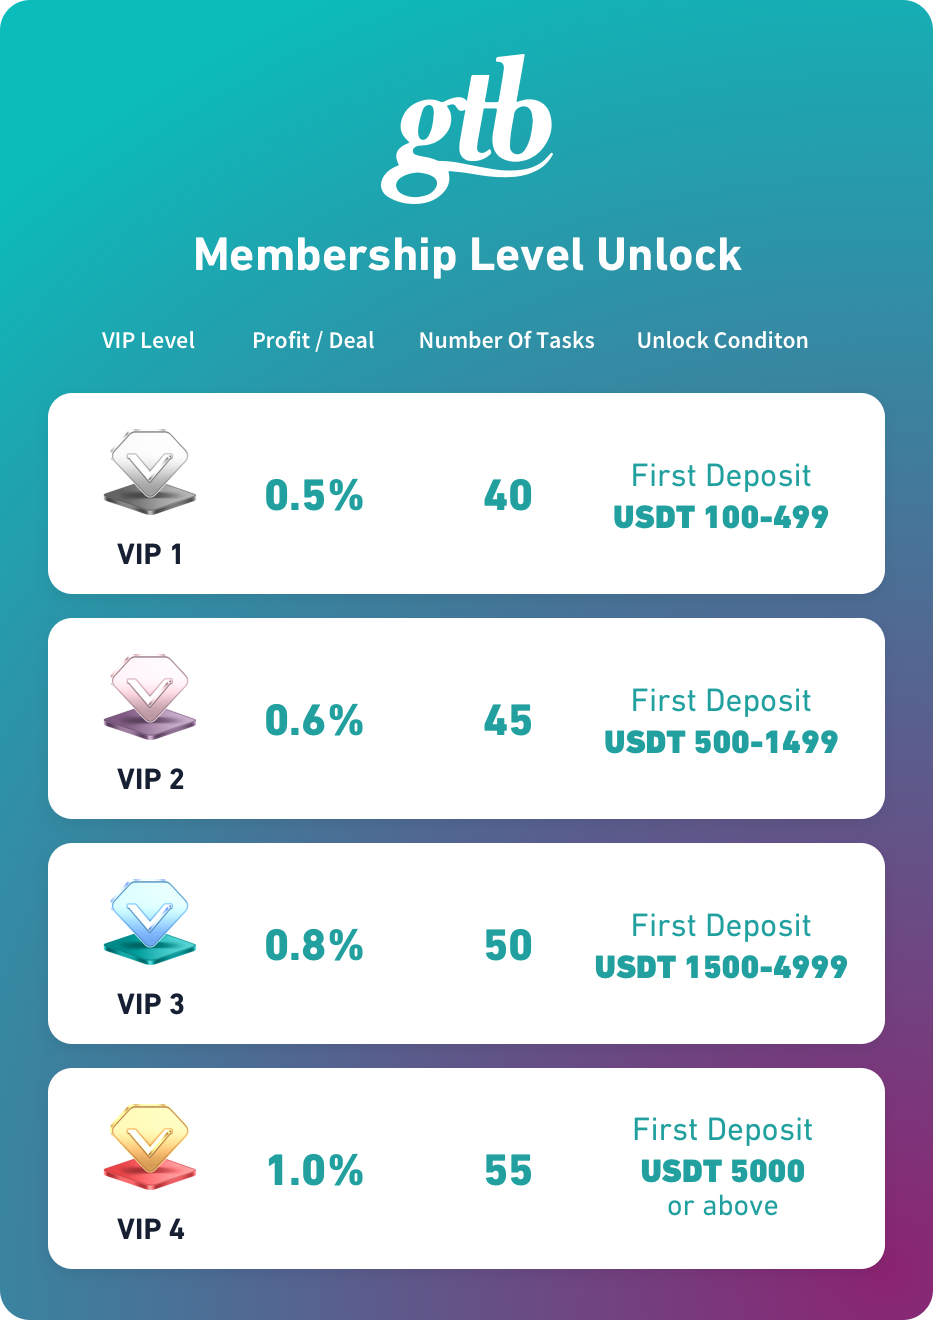 gtb
Membership Level Unlock
VIP Level Profit / Deal Number Of Tasks Unlock Conditon
First Deposit
0.5% 40 USDT 100-499
VIP 1
First Deposit
0.6% 45 USDT 500-1499
VIP 2
First Deposit
0.8% 50 USDT 1500-4999
VIP 3
First Deposit
1.0% 55 USDT 5000
or above
VIP 4